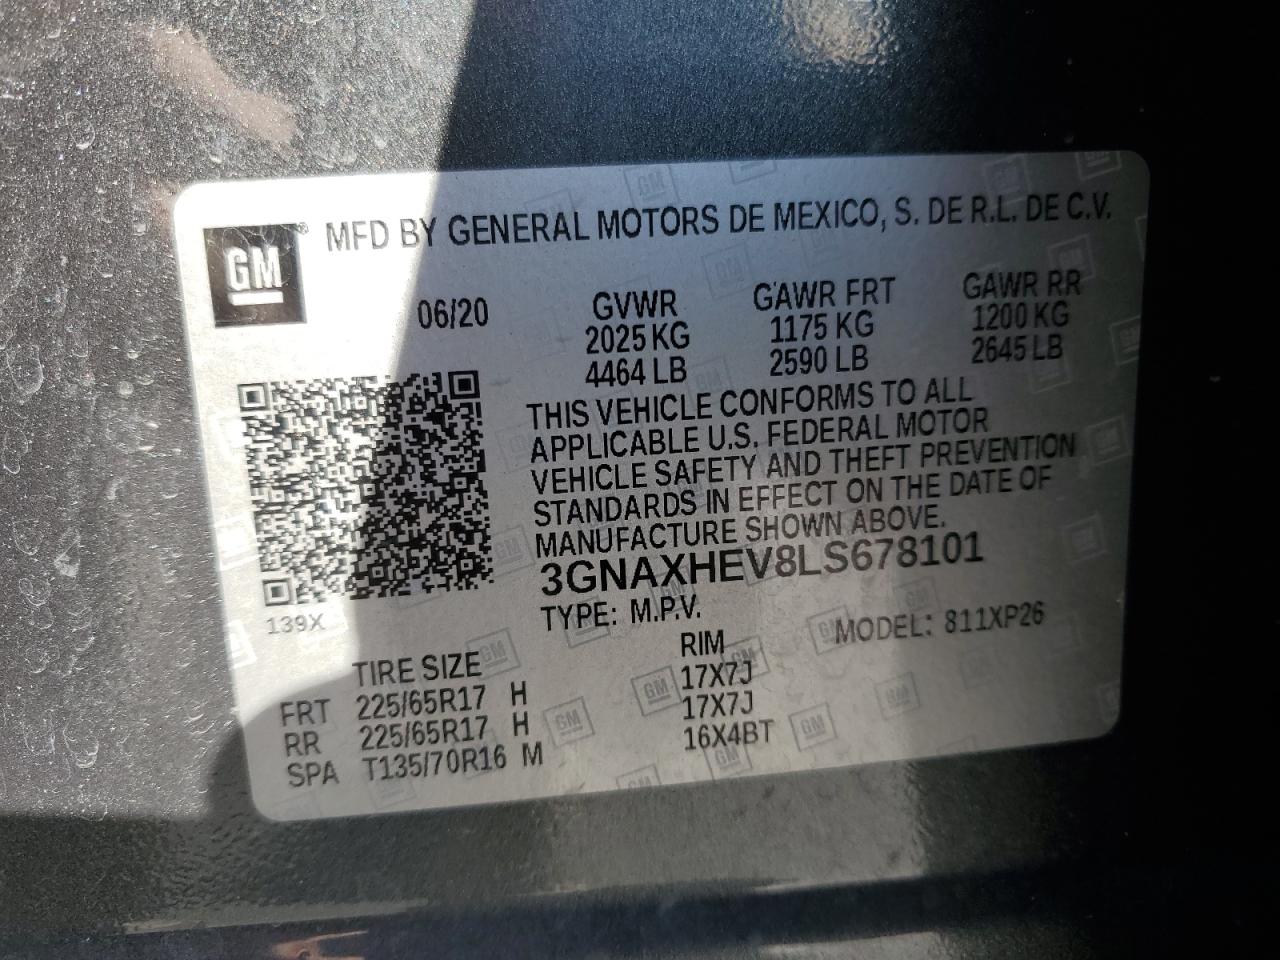 GM® MFD BY GENERAL MOTORS DE MEXICO, S. DE R.L. DE C.V.
06/20 GVWR GAWR FRT GAWR RR
2025 KG 1175 KG 1200 KG
4464 LB 2590 LB 2645 LB
THIS VEHICLE CONFORMS TO ALL
APPLICABLE U.S. FEDERAL MOTOR
VEHICLE SAFETY AND THEFT PREVENTION
STANDARDS IN EFFECT ON THE DATE OF
MANUFACTURE SHOWN ABOVE.
3GNAXHEV8LS678101
139X TYPE: M.P.V. MODEL: 811XP26
TIRE SIZE RIM
FRT 225/65R17 H 17X7J
RR 225/65R17 H 17X7J
SPA T135/70R16 M 16X4BT